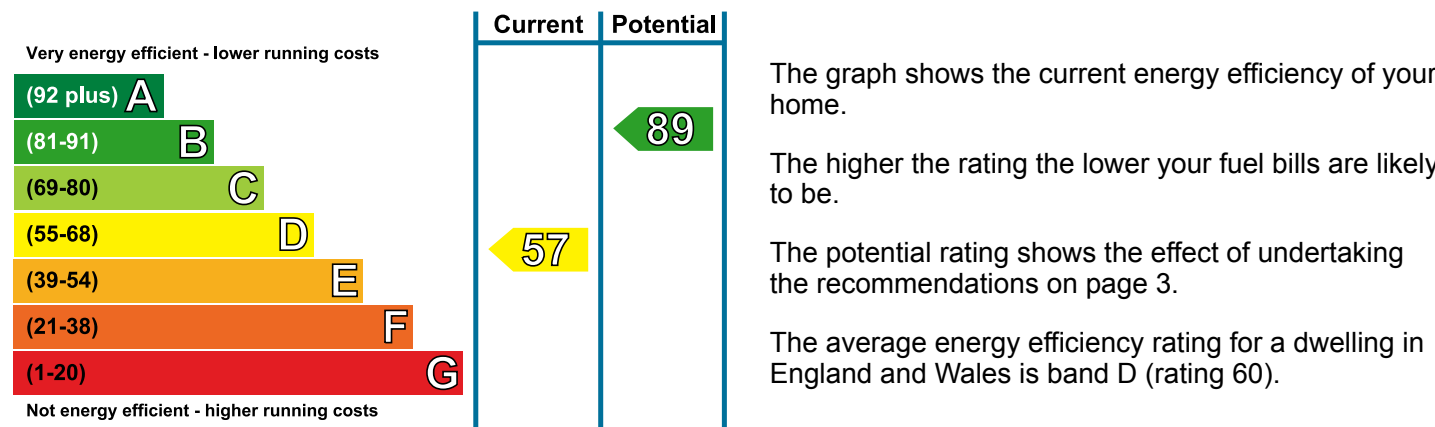 Current Potential
Very energy efficient - lower running costs
(92 plus) A
(81-91) B
(69-80) C
(55-68) D
(39-54) E
(21-38) F
(1-20) G
Not energy efficient - higher running costs
89
57
The graph shows the current energy efficiency of your
home.
The higher the rating the lower your fuel bills are likely
to be.
The potential rating shows the effect of undertaking
the recommendations on page 3.
The average energy efficiency rating for a dwelling in
England and Wales is band D (rating 60).